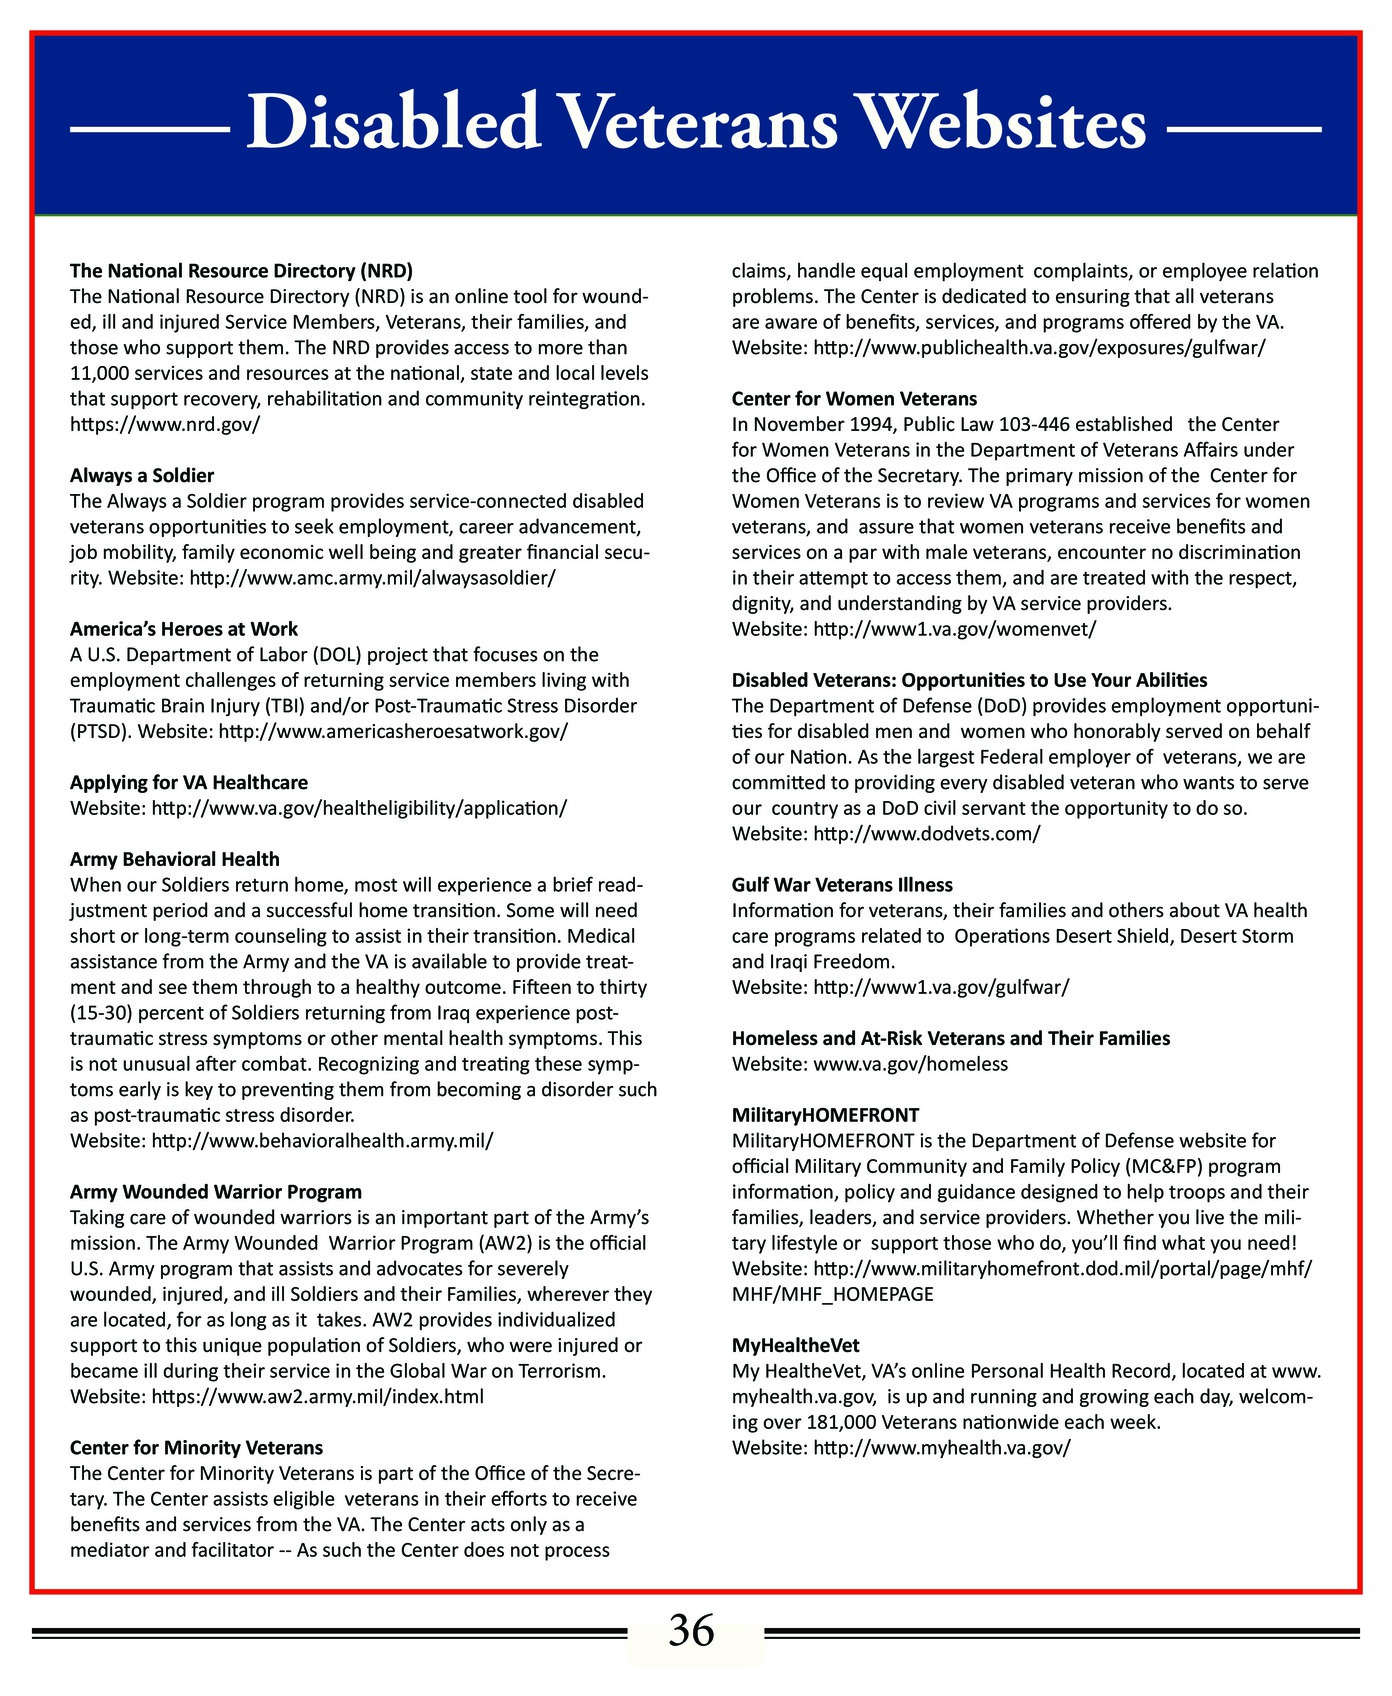 Disabled Veterans Websites
The National Resource Directory (NRD)
The National Resource Directory (NRD) is an online tool for wound-
ed, ill and injured Service Members, Veterans, their families, and
those who support them. The NRD provides access to more than
11,000 services and resources at the national, state and local levels
that support recovery, rehabilitation and community reintegration.
https://www.nrd.gov/
Always a Soldier
The Always a Soldier program provides service-connected disabled
veterans opportunities to seek employment, career advancement,
job mobility, family economic well being and greater financial secu-
rity. Website: http://www.amc.army.mil/alwaysasoldier/
America's Heroes at Work
A U.S. Department of Labor (DOL) project that focuses on the
employment challenges of returning service members living with
Traumatic Brain Injury (TBI) and/or Post-Traumatic Stress Disorder
(PTSD). Website: http://www.americasheroesatwork.gov/
Applying for VA Healthcare
Website: http://www.va.gov/healtheligibility/application/
Army Behavioral Health
When our Soldiers return home, most will experience a brief read-
justment period and a successful home transition. Some will need
short or long-term counseling to assist in their transition. Medical
assistance from the Army and the VA is available to provide treat-
ment and see them through to a healthy outcome. Fifteen to thirty
(15-30) percent of Soldiers returning from Iraq experience post-
traumatic stress symptoms or other mental health symptoms. This
is not unusual after combat. Recognizing and treating these symp-
toms early is key to preventing them from becoming a disorder such
as post-traumatic stress disorder.
Website: http://www.behavioralhealth.army.mil/
Army Wounded Warrior Program
Taking care of wounded warriors is an important part of the Army's
mission. The Army Wounded  Warrior Program (AW2) is the official
U.S. Army program that assists and advocates for severely
wounded, injured, and ill Soldiers and their Families, wherever they
are located, for as long as it  takes. AW2 provides individualized
support to this unique population of Soldiers, who were injured or
became ill during their service in the Global War on Terrorism.
Website: https://www.aw2.army.mil/index.html
Center for Minority Veterans
The Center for Minority Veterans is part of the Office of the Secre-
tary. The Center assists eligible  veterans in their efforts to receive
benefits and services from the VA. The Center acts only as a
mediator and facilitator -- As such the Center does not process
claims, handle equal employment  complaints, or employee relation
problems. The Center is dedicated to ensuring that all veterans
are aware of benefits, services, and programs offered by the VA.
Website: http://www.publichealth.va.gov/exposures/gulfwar/
Center for Women Veterans
In November 1994, Public Law 103-446 established   the Center
for Women Veterans in the Department of Veterans Affairs under
the Office of the Secretary. The primary mission of the  Center for
Women Veterans is to review VA programs and services for women
veterans, and  assure that women veterans receive benefits and
services on a par with male veterans, encounter no discrimination
in their attempt to access them, and are treated with the respect,
dignity, and understanding by VA service providers.
Website: http://www1.va.gov/womenvet/
Disabled Veterans: Opportunities to Use Your Abilities
The Department of Defense (DoD) provides employment opportuni-
ties for disabled men and  women who honorably served on behalf
of our Nation. As the largest Federal employer of  veterans, we are
committed to providing every disabled veteran who wants to serve
our  country as a DoD civil servant the opportunity to do so.
Website: http://www.dodvets.com/
Gulf War Veterans Illness
Information for veterans, their families and others about VA health
care programs related to  Operations Desert Shield, Desert Storm
and Iraqi Freedom.
Website: http://www1.va.gov/gulfwar/
Homeless and At-Risk Veterans and Their Families
Website: www.va.gov/homeless
MilitaryHOMEFRONT
MilitaryHOMEFRONT is the Department of Defense website for
official Military Community and Family Policy (MC&FP) program
information, policy and guidance designed to help troops and their
families, leaders, and service providers. Whether you live the mili-
tary lifestyle or  support those who do, you'll find what you need!
Website: http://www.militaryhomefront.dod.mil/portal/page/mhf/
MHF/MHF_HOMEPAGE
MyHealtheVet
My HealtheVet, VA's online Personal Health Record, located at www.
myhealth.va.gov,  is up and running and growing each day, welcom-
ing over 181,000 Veterans nationwide each week.
Website: http://www.myhealth.va.gov/
36